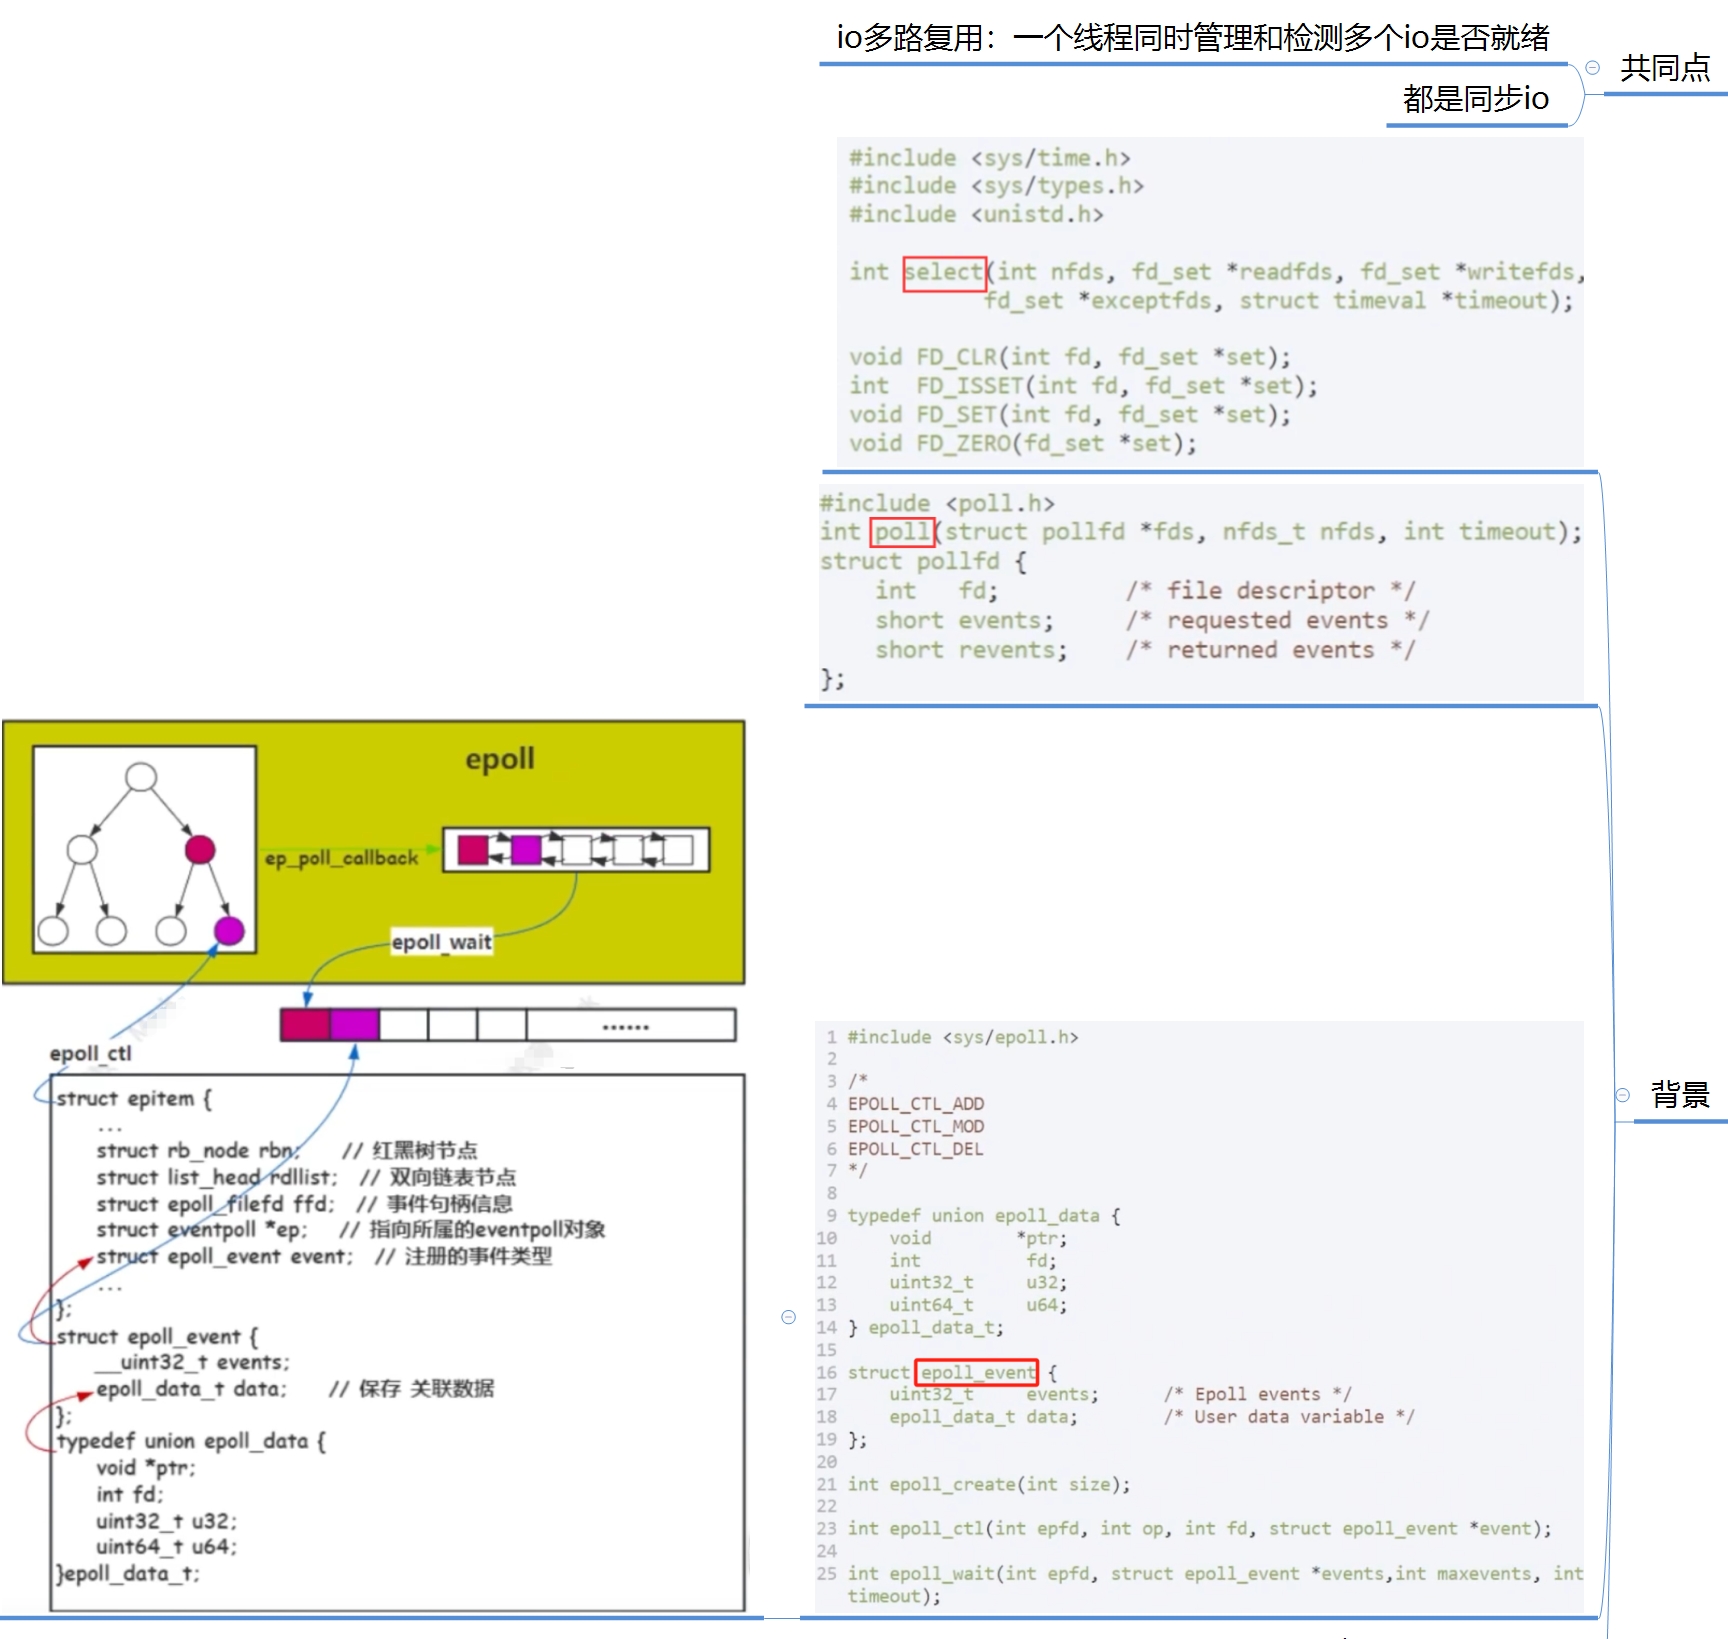 io多路复用：一个线程同时管理和检测多个io是否就绪
都是同步io
共同点
#include <sys/time.h>
#include <sys/types.h>
#include <unistd.h>
int select(int nfds, fd_set *readfds, fd_set *writefds,
fd_set *exceptfds, struct timeval *timeout);
void FD_CLR(int fd, fd_set *set);
int  FD_ISSET(int fd, fd_set *set);
void FD_SET(int fd, fd_set *set);
void FD_ZERO(fd_set *set);
#include <poll.h>
int poll(struct pollfd *fds, nfds_t nfds, int timeout);
struct pollfd {
int   fd;         /* file descriptor */
short events;     /* requested events */
short revents;    /* returned events */
};
背景
epoll
ep_poll_callback
epoll_wait
......
epoll_ctl
struct epitem {
...
struct rb_node rbn;    // 红黑树节点
struct list_head rdllist;  // 双向链表节点
struct epoll_filefd ffd;  // 事件句柄信息
struct eventpoll *ep;   // 指向所属的eventpoll对象
struct epoll_event event;  // 注册的事件类型
...
};
struct epoll_event {
__uint32_t events;
epoll_data_t data;    // 保存 关联数据
};
typedef union epoll_data {
void *ptr;
int fd;
uint32_t u32;
uint64_t u64;
}epoll_data_t;
1 #include <sys/epoll.h>
2
3 /*
4 EPOLL_CTL_ADD
5 EPOLL_CTL_MOD
6 EPOLL_CTL_DEL
7 */
8
9 typedef union epoll_data {
10     void        *ptr;
11     int          fd;
12     uint32_t     u32;
13     uint64_t     u64;
14 } epoll_data_t;
15
16 struct epoll_event {
17     uint32_t     events;      /* Epoll events */
18     epoll_data_t data;        /* User data variable */
19 };
20
21 int epoll_create(int size);
22
23 int epoll_ctl(int epfd, int op, int fd, struct epoll_event *event);
24
25 int epoll_wait(int epfd, struct epoll_event *events,int maxevents, int
timeout);